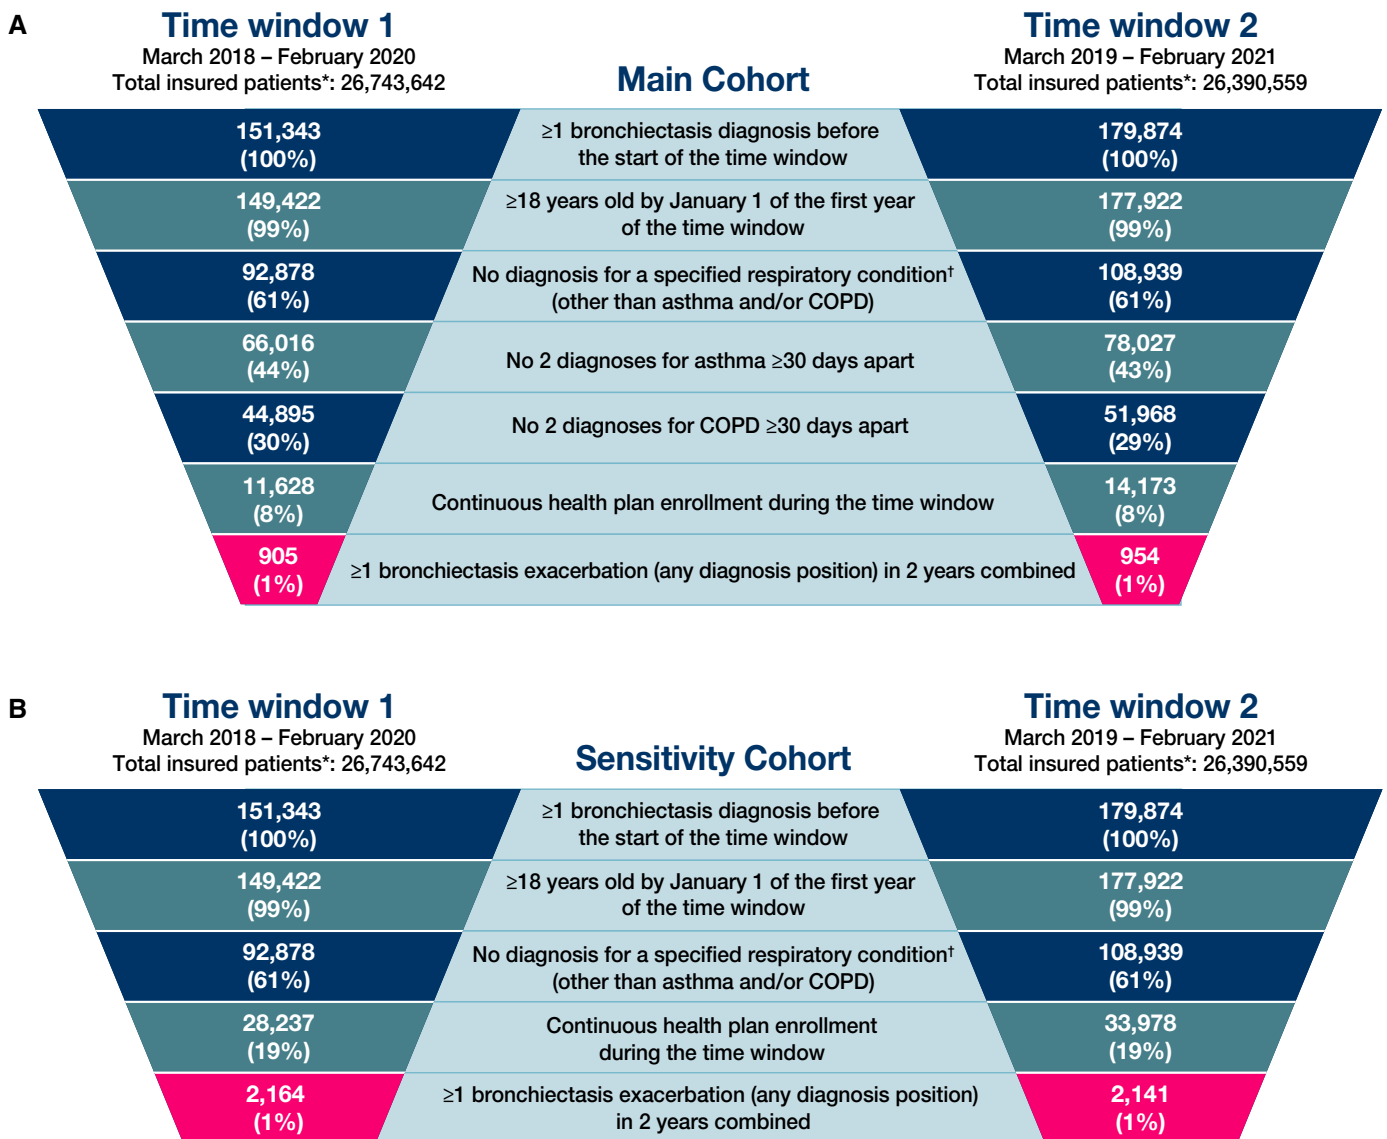 A
Time window 1
March 2018 – February 2020
Total insured patients*: 26,743,642
Main Cohort
Time window 2
March 2019 – February 2021
Total insured patients*: 26,390,559
151,343
(100%)
≥1 bronchiectasis diagnosis before
the start of the time window
179,874
(100%)
149,422
(99%)
≥18 years old by January 1 of the first year
of the time window
177,922
(99%)
92,878
(61%)
No diagnosis for a specified respiratory condition†
(other than asthma and/or COPD)
108,939
(61%)
66,016
(44%)
No 2 diagnoses for asthma ≥30 days apart
78,027
(43%)
44,895
(30%)
No 2 diagnoses for COPD ≥30 days apart
51,968
(29%)
11,628
(8%)
Continuous health plan enrollment during the time window
14,173
(8%)
905
(1%)
≥1 bronchiectasis exacerbation (any diagnosis position) in 2 years combined
954
(1%)
B
Time window 1
March 2018 – February 2020
Total insured patients*: 26,743,642
Sensitivity Cohort
Time window 2
March 2019 – February 2021
Total insured patients*: 26,390,559
151,343
(100%)
≥1 bronchiectasis diagnosis before
the start of the time window
179,874
(100%)
149,422
(99%)
≥18 years old by January 1 of the first year
of the time window
177,922
(99%)
92,878
(61%)
No diagnosis for a specified respiratory condition†
(other than asthma and/or COPD)
108,939
(61%)
28,237
(19%)
Continuous health plan enrollment
during the time window
33,978
(19%)
2,164
(1%)
≥1 bronchiectasis exacerbation (any diagnosis position)
in 2 years combined
2,141
(1%)